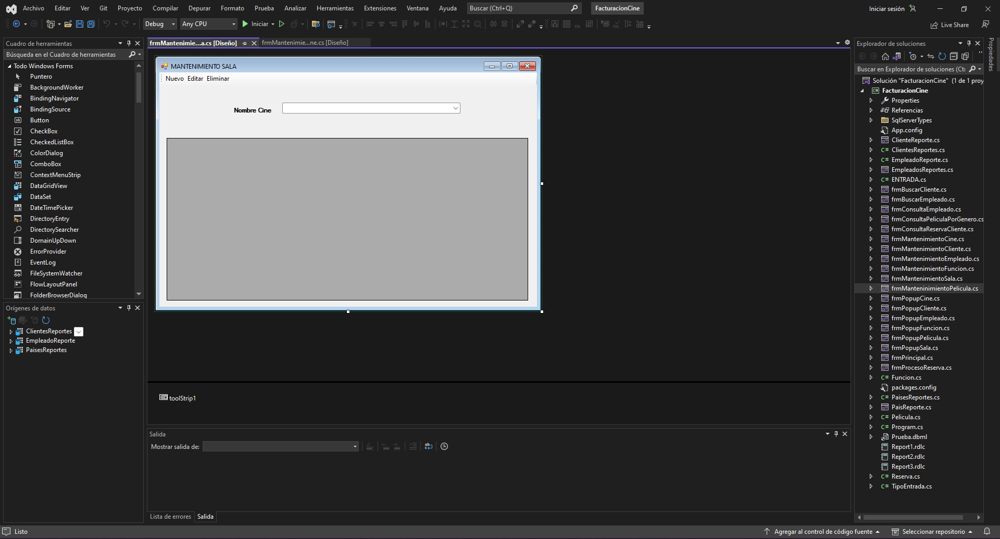 Archivo Editar Ver Git Proyecto Compilar Depurar Formato Prueba Analizar Herramientas Extensiones Ventana Ayuda Buscar (Ctrl+Q) FacturacionCine Iniciar sesión
Debug Any CPU Iniciar Live Share
Cuadro de herramientas
Búsqueda en el Cuadro de herramientas
Todo Windows Forms
Puntero
BackgroundWorker
BindingNavigator
BindingSource
Button
CheckBox
CheckedListBox
ColorDialog
ComboBox
ContextMenuStrip
DataGridView
DataSet
DateTimePicker
DirectoryEntry
DirectorySearcher
DomainUpDown
ErrorProvider
EventLog
FileSystemWatcher
FlowLayoutPanel
FolderBrowserDialog
Orígenes de datos
ClientesReportes
EmpleadoReporte
PaisesReportes
frmMantenimie...a.cs [Diseño] frmMantenimie...ne.cs [Diseño]
MANTENIMIENTO SALA
Nuevo Editar Eliminar
Nombre Cine
toolStrip1
Salida
Mostrar salida de:
Lista de errores Salida
Explorador de soluciones
Buscar en Explorador de soluciones (Ctr
Solución "FacturacionCine" (1 de 1 proy
FacturacionCine
Properties
Referencias
SqlServerTypes
App.config
ClienteReporte.cs
ClientesReportes.cs
EmpleadoReporte.cs
EmpleadosReportes.cs
ENTRADA.cs
frmBuscarCliente.cs
frmBuscarEmpleado.cs
frmConsultaEmpleado.cs
frmConsultaPeliculaPorGenero.cs
frmConsultaReservaCliente.cs
frmMantenimientoCine.cs
frmMantenimientoCliente.cs
frmMantenimientoEmpleado.cs
frmMantenimientoFuncion.cs
frmMantenimientoSala.cs
frmManteninimientoPelicula.cs
frmPopupCine.cs
frmPopupCliente.cs
frmPopupEmpleado.cs
frmPopupFuncion.cs
frmPopupPelicula.cs
frmPopupSala.cs
frmPrincipal.cs
frmProcesoReserva.cs
Funcion.cs
packages.config
PaisesReportes.cs
PaisReporte.cs
Pelicula.cs
Program.cs
Prueba.dbml
Report1.rdlc
Report2.rdlc
Report3.rdlc
Reserva.cs
TipoEntrada.cs
Propiedades
Listo Agregar al control de código fuente Seleccionar repositorio